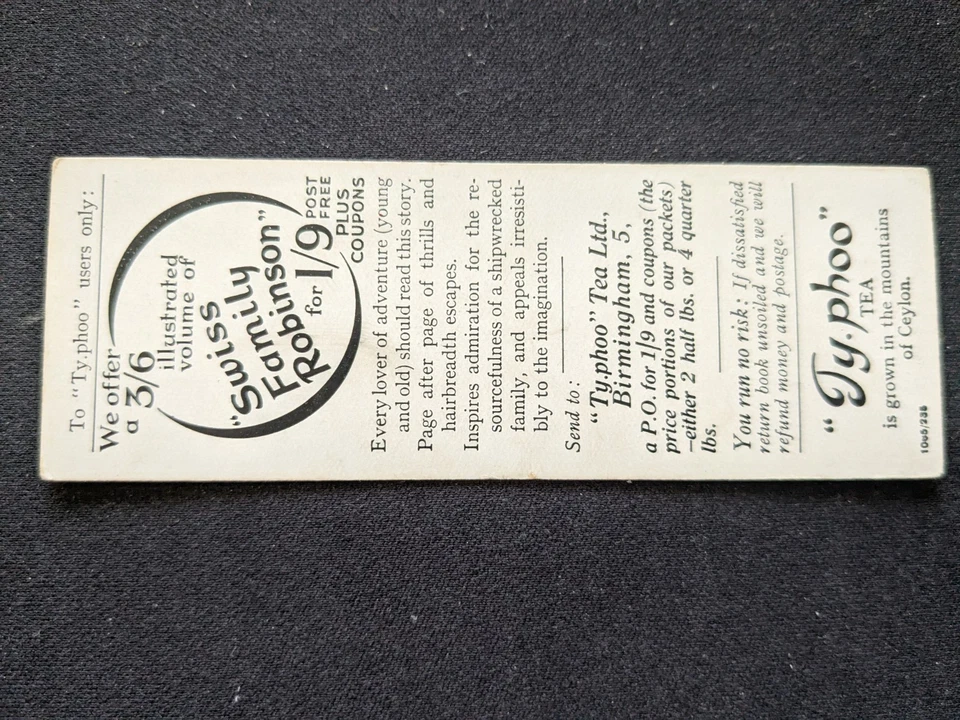 To "Ty.phoo" users only:
We offer
a 3/6
illustrated
volume of
"Swiss
Family
Robinson"
for 1/9 POST FREE
PLUS
COUPONS
Every lover of adventure (young
and old) should read this story.
Page after page of thrills and
hairbreadth escapes.
Inspires admiration for the re-
sourcefulness of a shipwrecked
family, and appeals irresisti-
bly to the imagination.
Send to:
"Ty.phoo" Tea Ltd.,
Birmingham, 5,
a P.O. for 1/9 and coupons (the
price portions of our packets)
—either 2 half lbs. or 4 quarter
lbs.
You run no risk: If dissatisfied
return book unsoiled and we will
refund money and postage.
"Ty.phoo"
TEA
is grown in the mountains
of Ceylon.